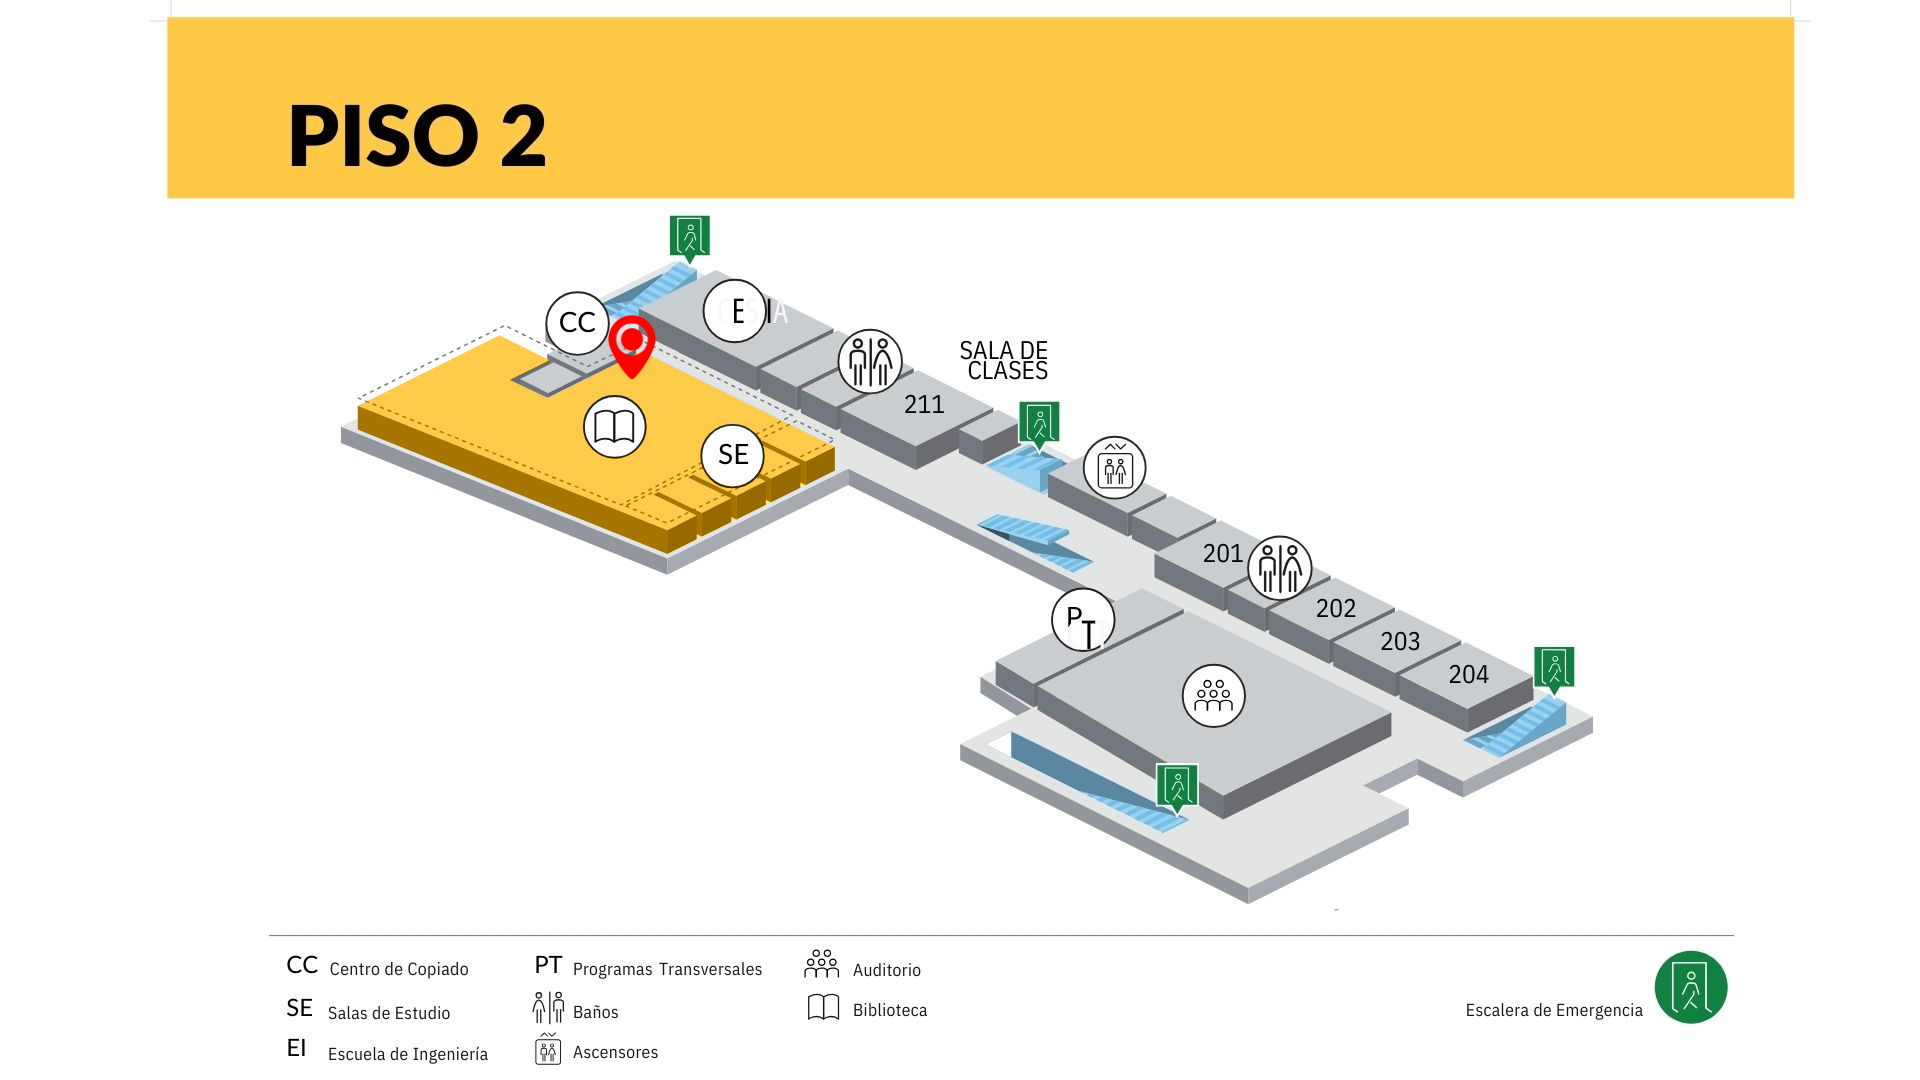 PISO 2
CC
E I A
SALA DE
CLASES
211
SE
201
PT
202
203
204
CC Centro de Copiado
SE Salas de Estudio
EI Escuela de Ingeniería
PT Programas Transversales
Baños
Ascensores
Auditorio
Biblioteca
Escalera de Emergencia